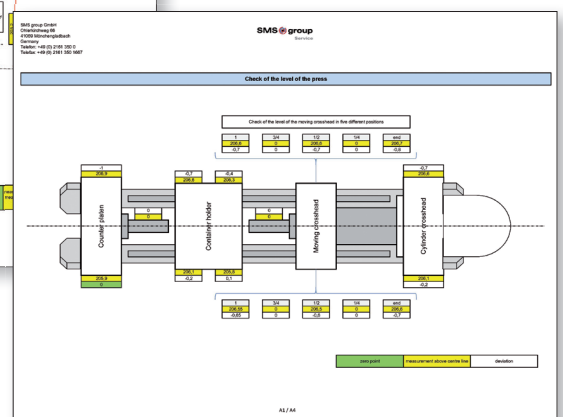 SMS group GmbH
Ohlerkirchweg 66
41069 Mönchengladbach
Germany
Telefon: +49 (0) 2161 350 0
Telefax: +49 (0) 2161 350 1667
SMS group
Service
Check of the level of the press
Check of the level of the moving crosshead in five different positions
1 3/4 1/2 1/4 end
206,6 0 206,6 0 206,7
-0,7 0 -0,7 0 -0,6
-1 -0,7 -0,4 -0,7
206,9 206,6 206,3 206,6
0 0
0 0
Counter platen
Container holder
Moving crosshead
Cylinder crosshead
205,9 206,1 205,8 206,1
0 -0,2 0,1 -0,2
1 3/4 1/2 1/4 end
206,55 0 206,5 0 206,6
-0,65 0 -0,6 0 -0,7
zero point measurement above centre line deviation
A1 / A4